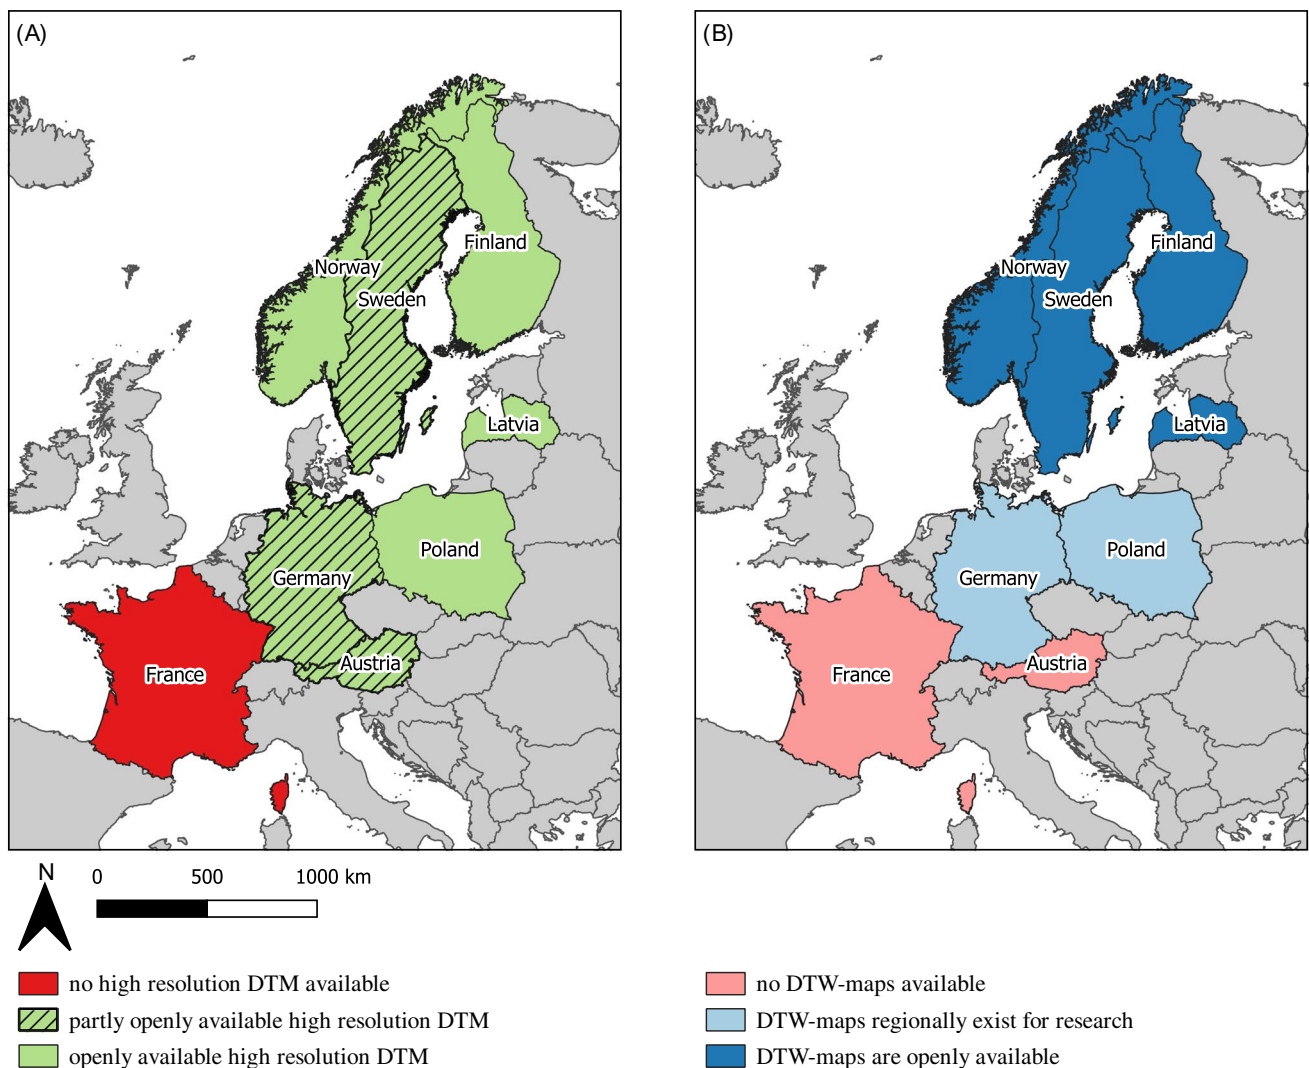 (A)
Finland
Norway
Sweden
Latvia
Poland
Germany
Austria
France
(B)
Finland
Norway
Sweden
Latvia
Poland
Germany
Austria
France
N
0 500 1000 km
no high resolution DTM available
partly openly available high resolution DTM
openly available high resolution DTM
no DTW-maps available
DTW-maps regionally exist for research
DTW-maps are openly available